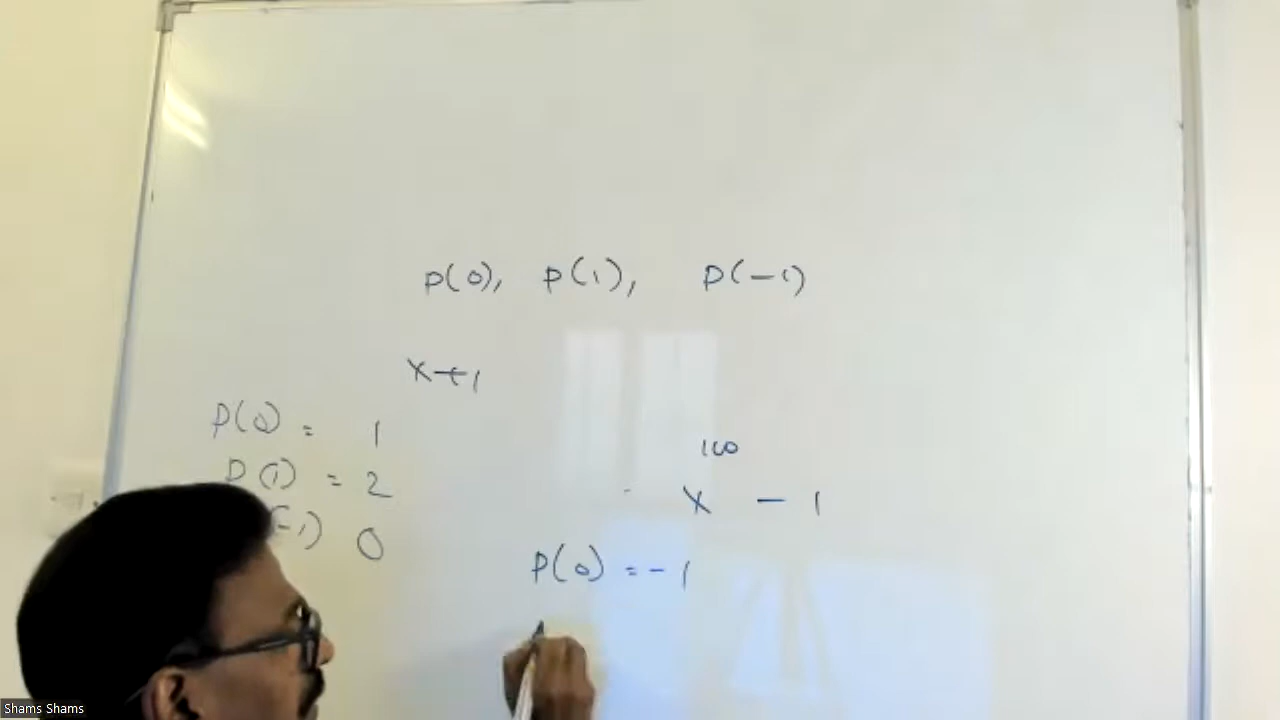 P(0), P(1), P(-1)
x+1
P(0) = 1
P(1) = 2
-1) 0
x^100 - 1
P(0) = -1
Shams Shams